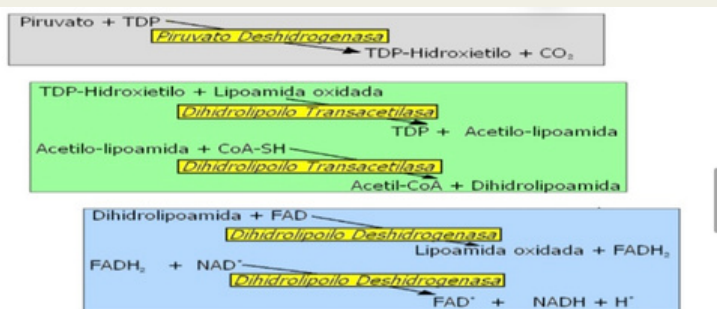 Piruvato + TDP
Piruvato Deshidrogenasa
TDP-Hidroxietilo + CO₂
TDP-Hidroxietilo + Lipoamida oxidada
Dihidrolipoilo Transacetilasa
TDP + Acetilo-lipoamida
Acetilo-lipoamida + CoA-SH
Dihidrolipoilo Transacetilasa
Acetil-CoA + Dihidrolipoamida
Dihidrolipoamida + FAD
Dihidrolipoilo Deshidrogenasa
Lipoamida oxidada + FADH₂
FADH₂ + NAD⁺
Dihidrolipoilo Deshidrogenasa
FAD⁺ + NADH + H⁺